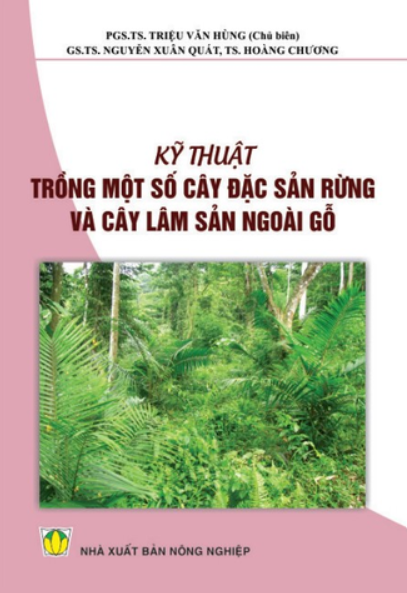 PGS.TS. TRIỆU VĂN HÙNG (Chủ biên)
GS.TS. NGUYỄN XUÂN QUÁT, TS. HOÀNG CHƯƠNG
KỸ THUẬT
TRỒNG MỘT SỐ CÂY ĐẶC SẢN RỪNG
VÀ CÂY LÂM SẢN NGOÀI GỖ
NHÀ XUẤT BẢN NÔNG NGHIỆP